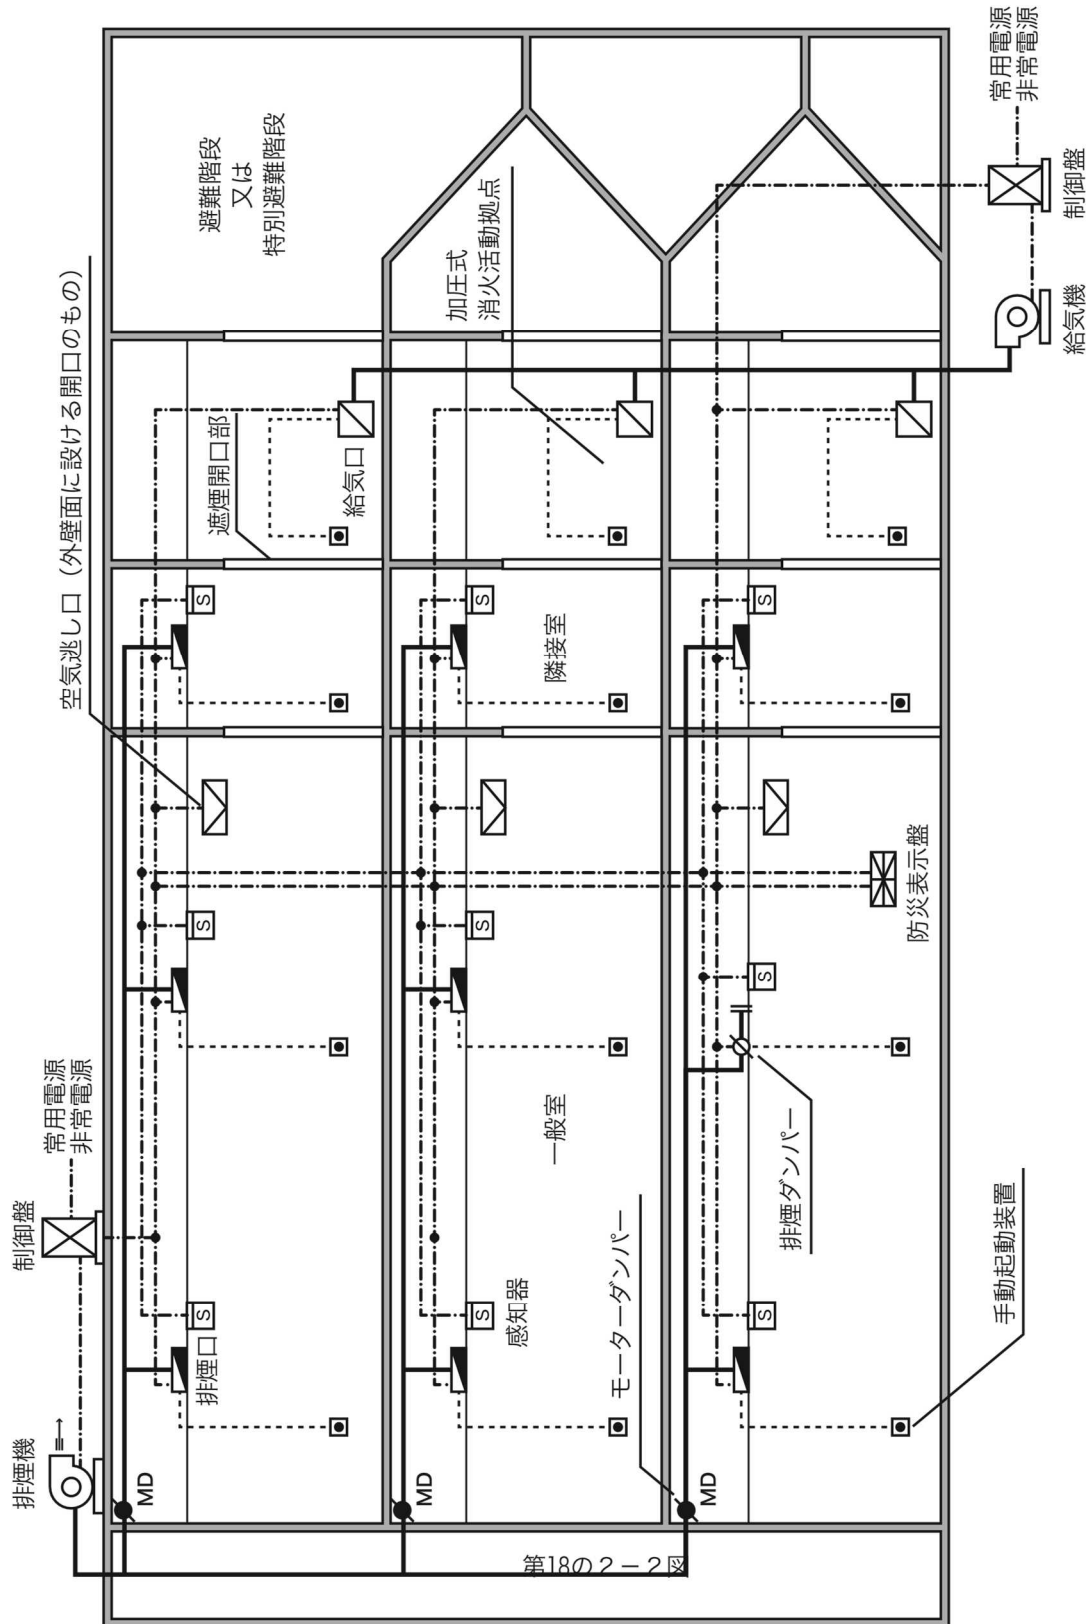 排煙機
制御盤
常用電源
非常電源
空気逃し口（外壁面に設ける開口のもの）
避難階段
又は
特別避難階段
MD
排煙口
S
S
S
遮煙開口部
給気口
加圧式
消火活動拠点
MD
感知器
S
S
S
一般室
隣接室
モーターダンパー
MD
S
S
S
排煙ダンパー
防災表示盤
手動起動装置
給気機
制御盤
常用電源
非常電源
第18の２－２図